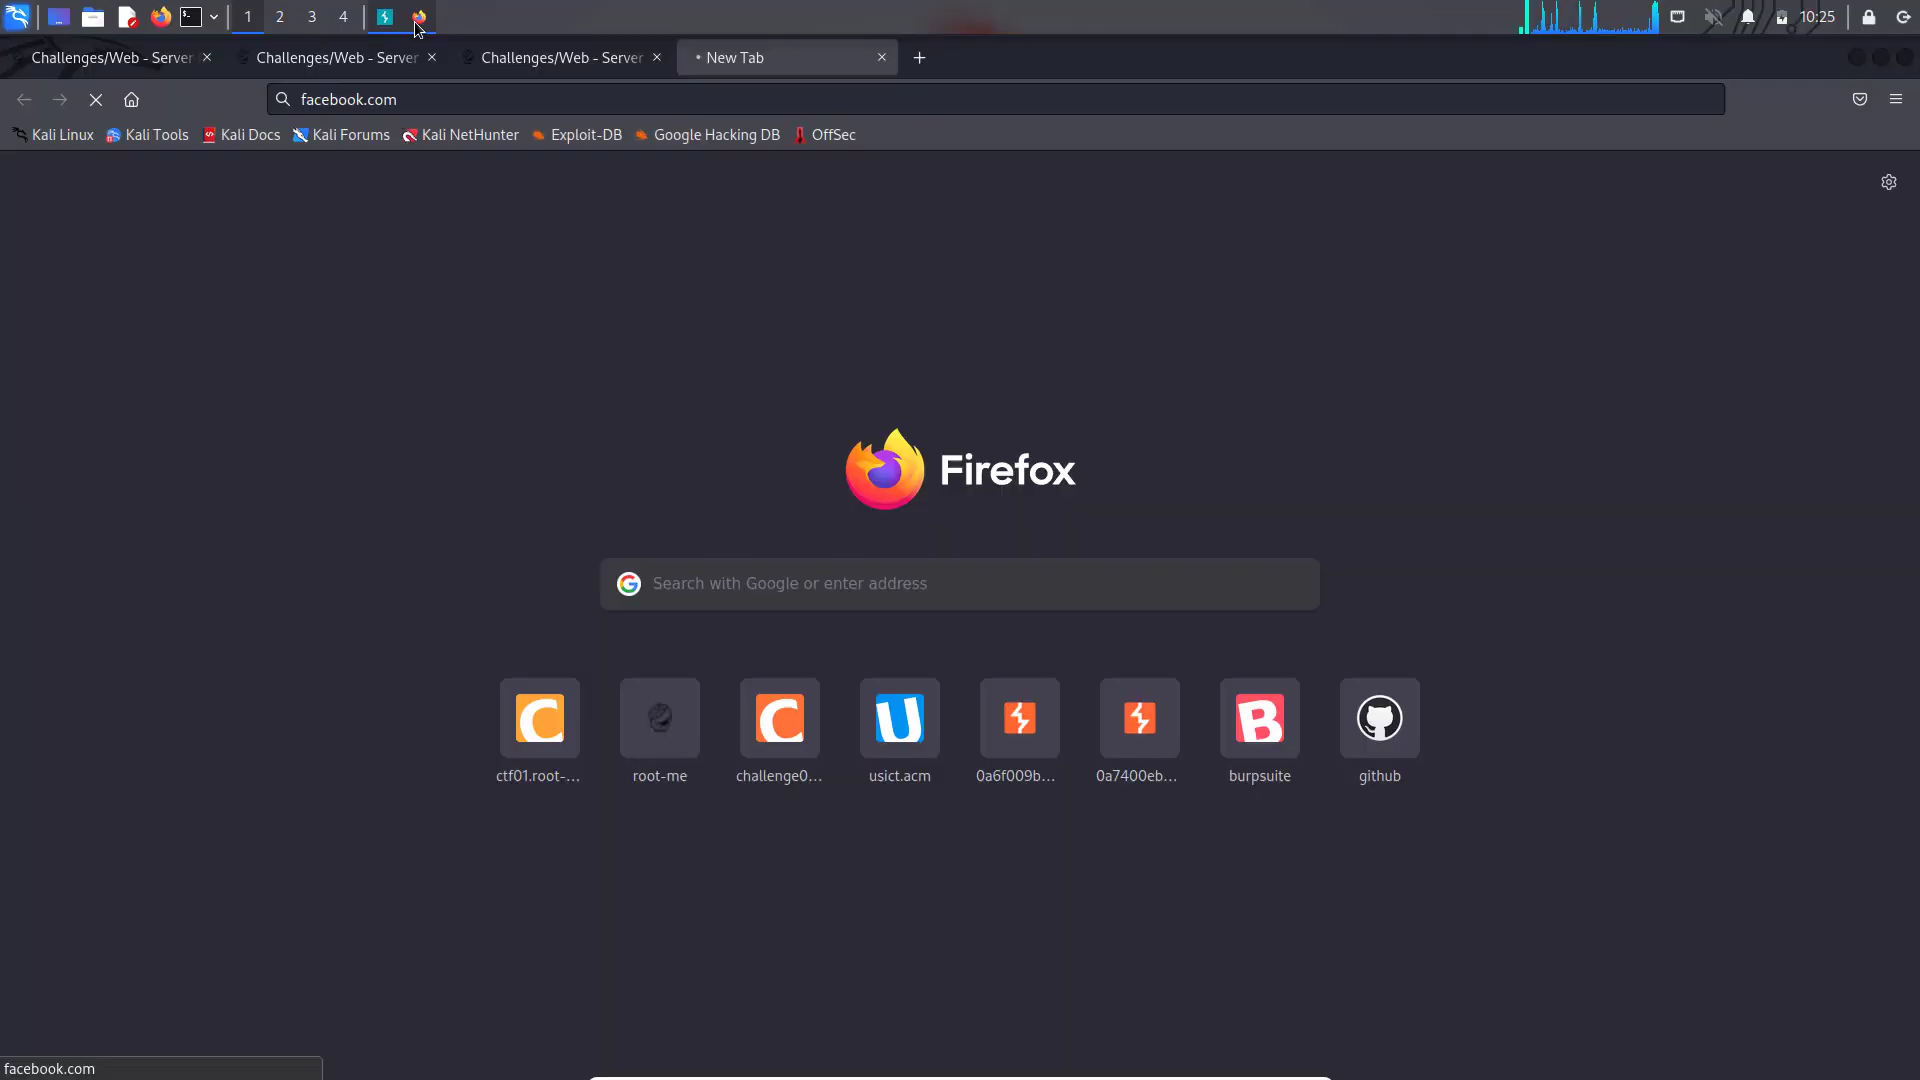 1 2 3 4 10:25
Challenges/Web - Server Challenges/Web - Server Challenges/Web - Server New Tab
facebook.com
Kali Linux Kali Tools Kali Docs Kali Forums Kali NetHunter Exploit-DB Google Hacking DB OffSec
Firefox
Search with Google or enter address
ctf01.root-... root-me challenge0... usict.acm 0a6f009b... 0a7400eb... burpsuite github
facebook.com